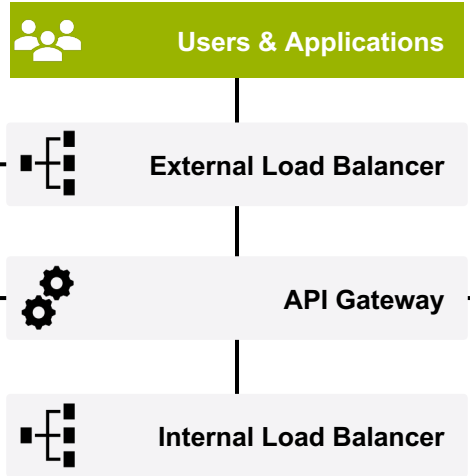 Users & Applications
External Load Balancer
API Gateway
Internal Load Balancer